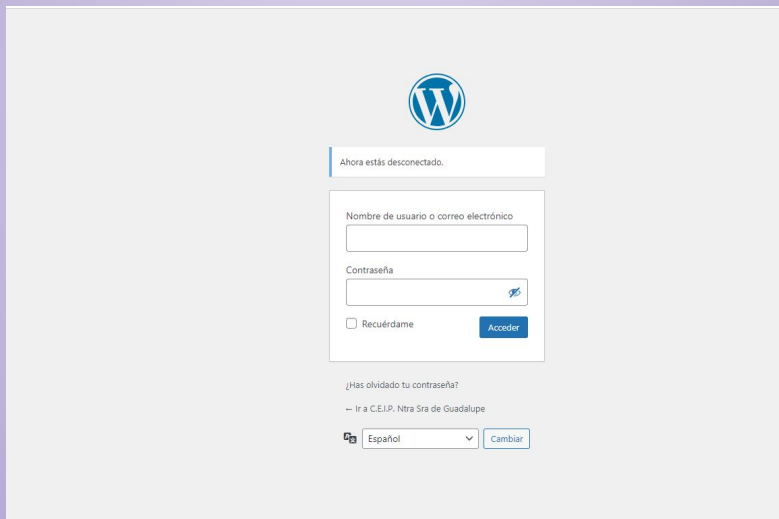 Ahora estás desconectado.
Nombre de usuario o correo electrónico
Contraseña
Recuérdame
Acceder
¿Has olvidado tu contraseña?
← Ir a C.E.I.P. Ntra Sra de Guadalupe
Español
Cambiar